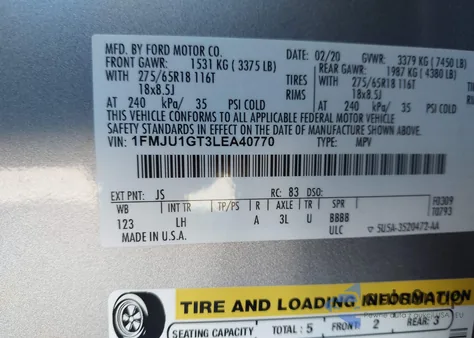 MFD. BY FORD MOTOR CO. 02/20 GVWR: 3379 KG ( 7450 LB)
FRONT GAWR: 1531 KG ( 3375 LB) REAR GAWR: 1987 KG ( 4380 LB)
WITH 275/65R18 116T TIRES WITH 275/65R18 116T
18x8.5J RIMS 18x8.5J
AT 240 kPa/ 35 PSI COLD AT 240 kPa/ 35 PSI COLD
THIS VEHICLE CONFORMS TO ALL APPLICABLE FEDERAL MOTOR VEHICLE
SAFETY STANDARDS IN EFFECT ON THE DATE OF MANUFACTURE SHOWN ABOVE.
VIN: 1FMJU1GT3LEA40770 TYPE: MPV
EXT PNT: JS RC: 83 DSO: F0309
WB INT TR TP/PS R AXLE TR SPR T0793
123 LH A 3L U BBBB
MADE IN U.S.A. ULC 5U5A-3520472-AA
TIRE AND LOADING INFORMATION
SEATING CAPACITY TOTAL: 5 FRONT: 2 REAR: 3